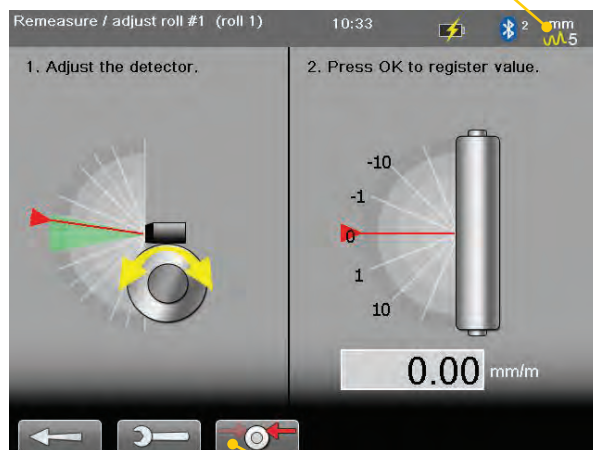 Remeasure / adjust roll #1 (roll 1) 10:33 2 mm
5
1. Adjust the detector.
2. Press OK to register value.
-10
-1
0
1
10
0.00 mm/m